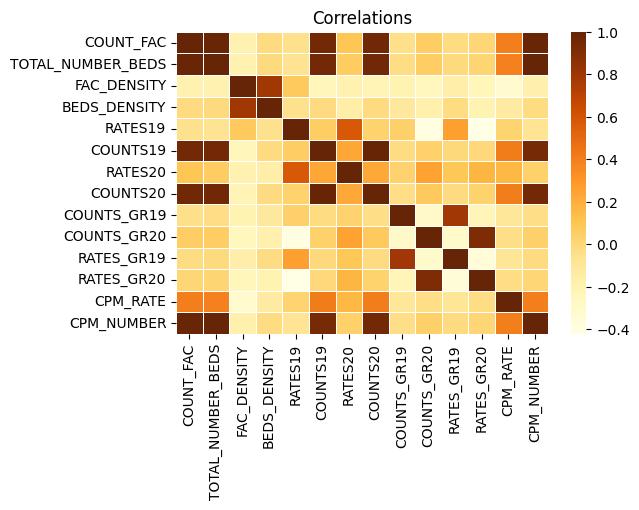 Correlations
COUNT_FAC
TOTAL_NUMBER_BEDS
FAC_DENSITY
BEDS_DENSITY
RATES19
COUNTS19
RATES20
COUNTS20
COUNTS_GR19
COUNTS_GR20
RATES_GR19
RATES_GR20
CPM_RATE
CPM_NUMBER
COUNT_FAC
TOTAL_NUMBER_BEDS
FAC_DENSITY
BEDS_DENSITY
RATES19
COUNTS19
RATES20
COUNTS20
COUNTS_GR19
COUNTS_GR20
RATES_GR19
RATES_GR20
CPM_RATE
CPM_NUMBER
1.0
0.8
0.6
0.4
0.2
0.0
−0.2
−0.4